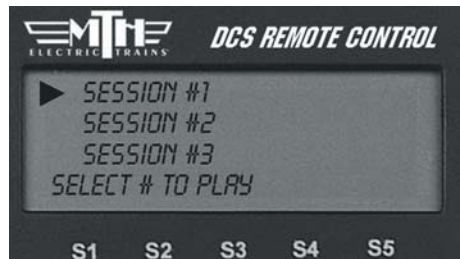 MTH
ELECTRIC TRAINS
DCS REMOTE CONTROL
SESSION #1
SESSION #2
SESSION #3
SELECT # TO PLAY
S1 S2 S3 S4 S5